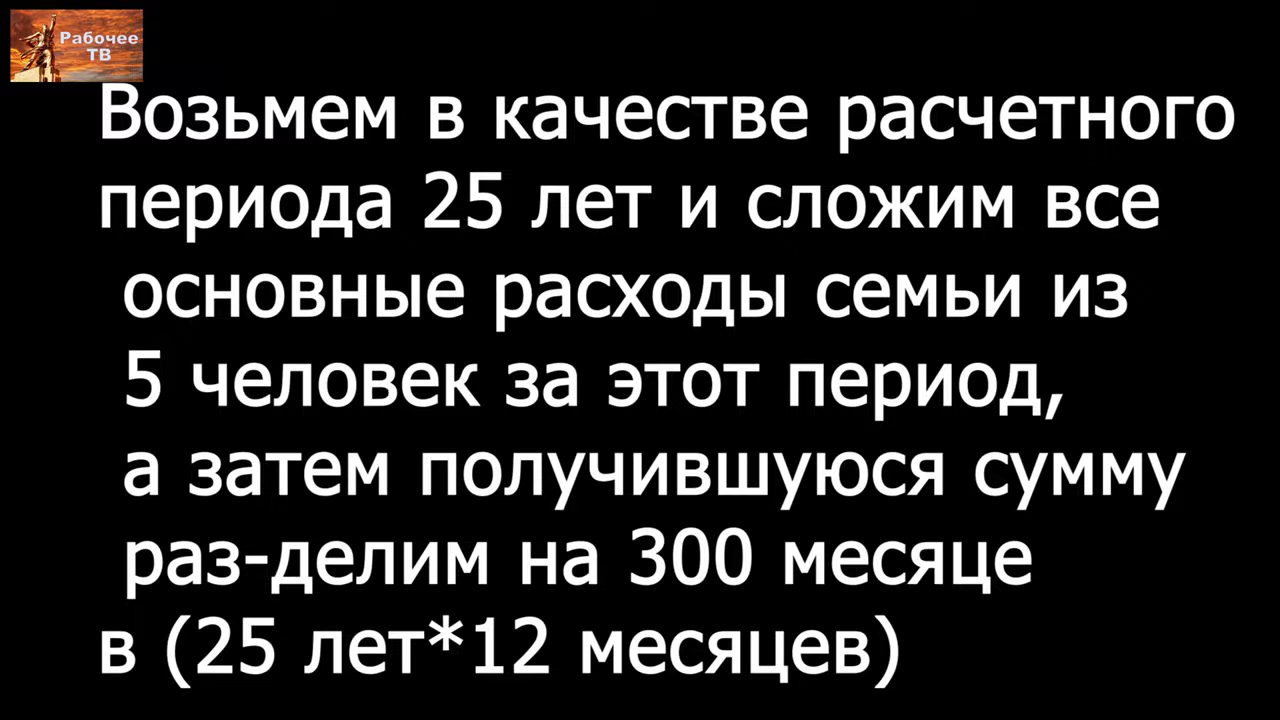 Рабочее
ТВ
Возьмем в качестве расчетного
периода 25 лет и сложим все
основные расходы семьи из
5 человек за этот период,
а затем получившуюся сумму
раз-делим на 300 месяце
в (25 лет*12 месяцев)